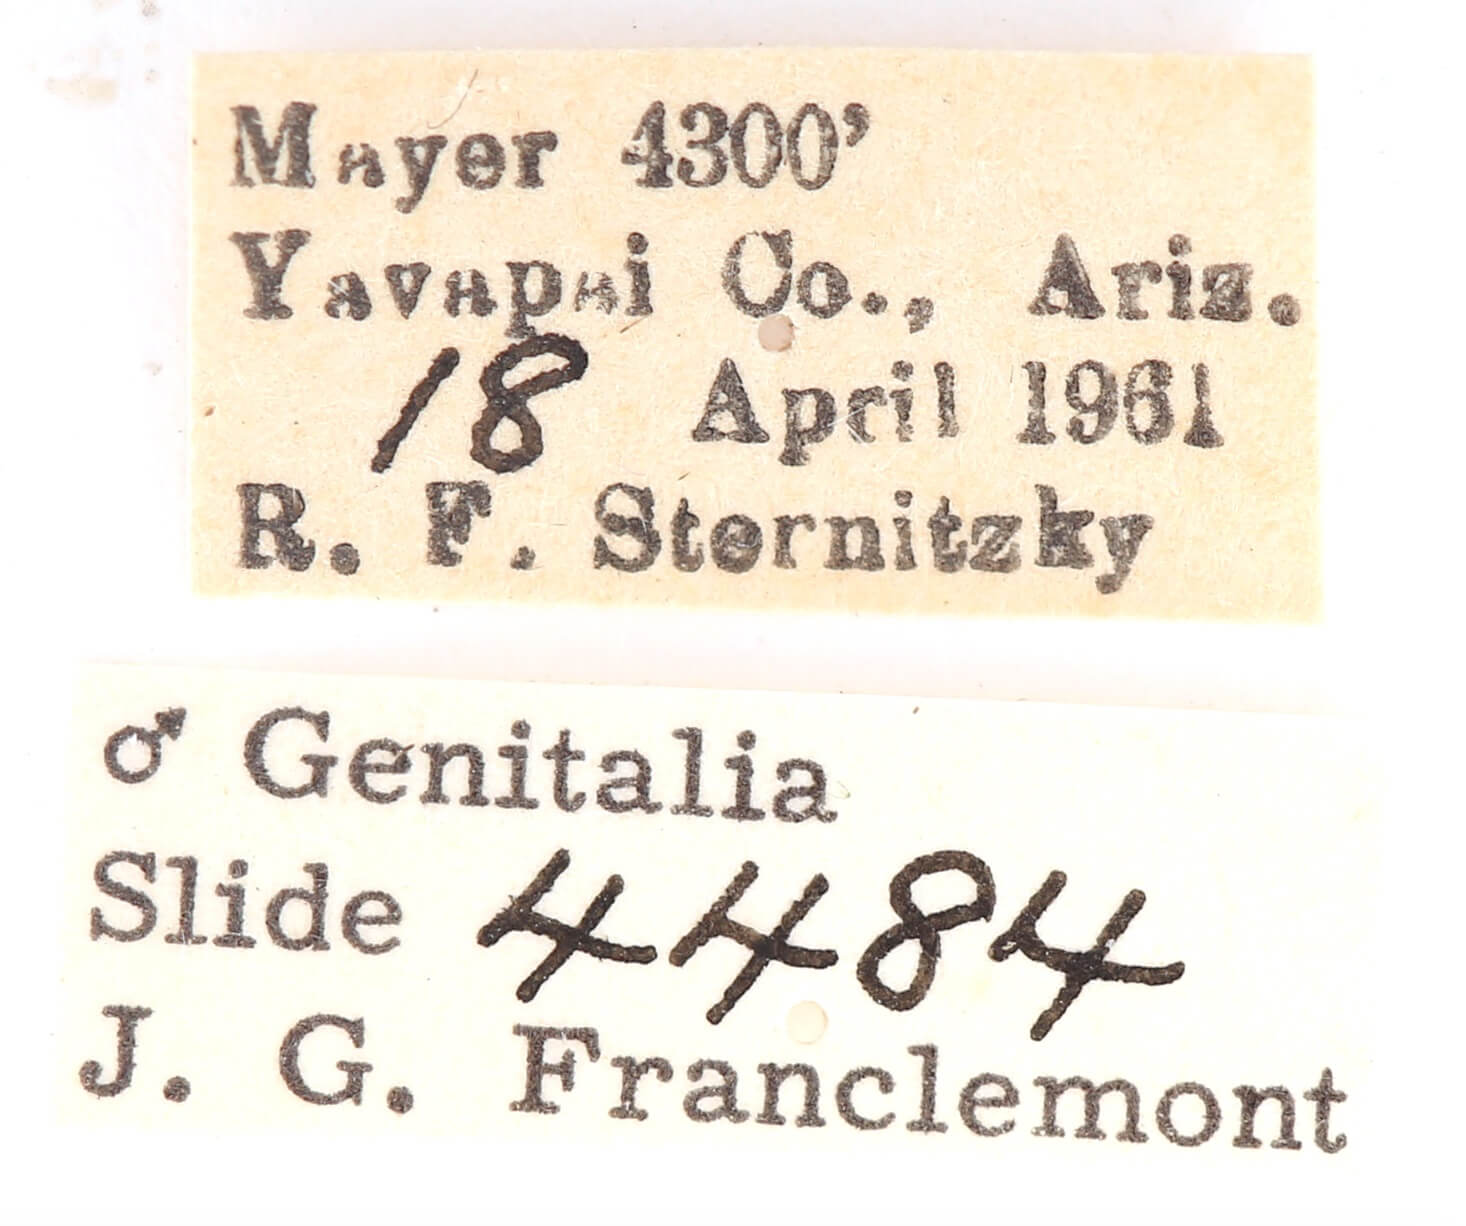 Mayer 4300'
Yavapai Co., Ariz.
18 April 1961
R. F. Sternitzky
♂ Genitalia
Slide 4484
J. G. Franclemont